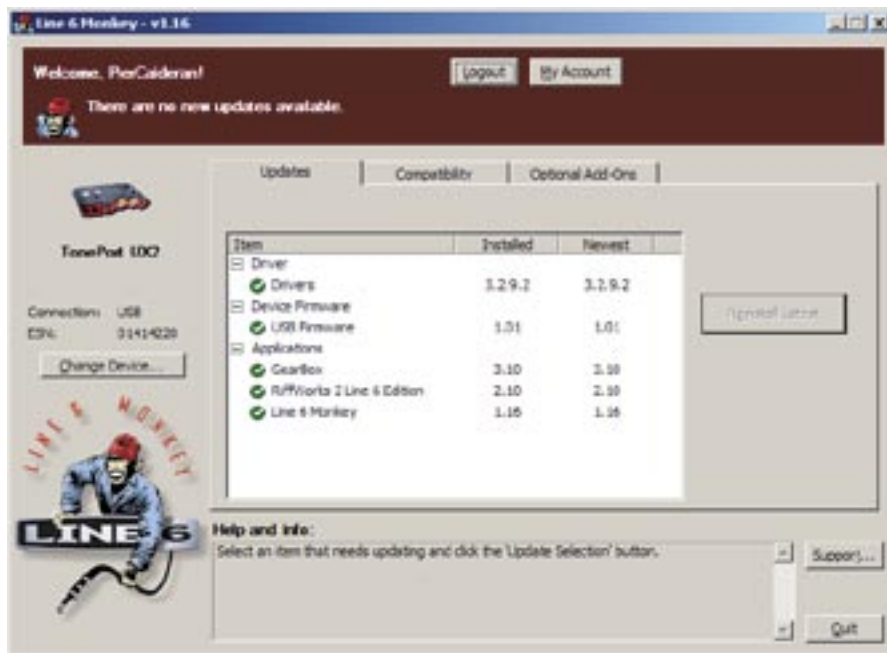 Line 6 Monkey - v1.16
Welcome, PierCalderan!
Logout
My Account
There are no new updates available.
Updates
Compatibility
Optional Add-Ons
TonePort UX2
Connection: USB
ESN:
Change Device...
Item Installed Newest
Driver
Drivers 3.2.9.2 3.2.9.2
Device Firmware
USB Firmware 1.01 1.01
Applications
GearBox 3.10 3.10
RiffWorks 2 Line 6 Edition 2.10 2.10
Line 6 Monkey 1.16 1.16
LINE 6 MONKEY
LINE 6
Help and info:
Select an item that needs updating and click the 'Update Selection' button.
Support...
Quit